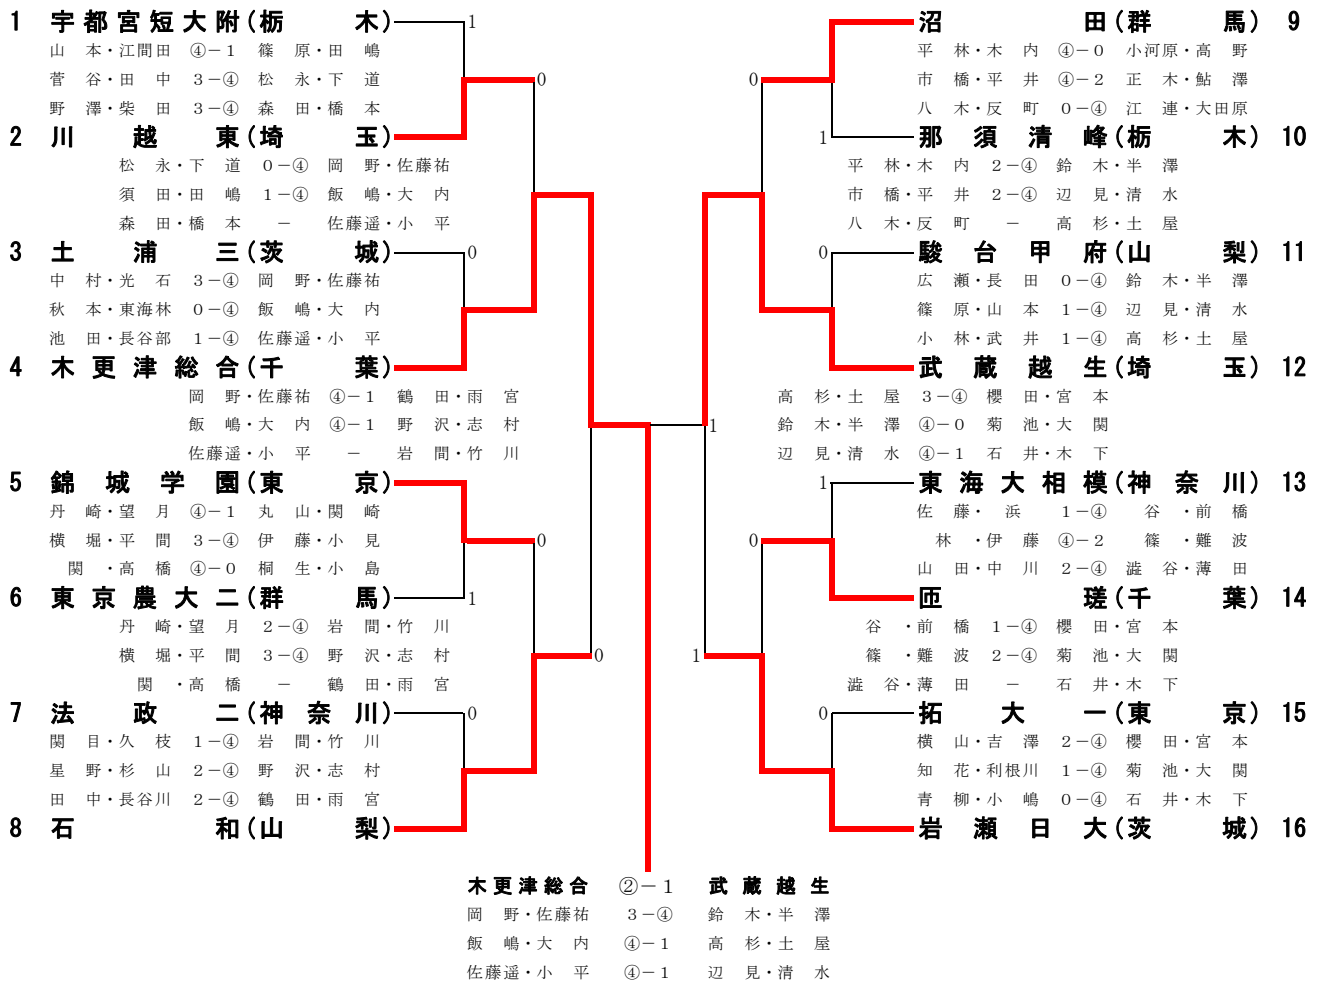 1 宇都宮短大附(栃木) 1
山本・江間田 ④－1 篠原・田嶋
菅谷・田中 3－④ 松永・下道
野澤・柴田 3－④ 森田・橋本
0
2 川越東(埼玉)
松永・下道 0－④ 岡野・佐藤祐
須田・田嶋 1－④ 飯嶋・大内
森田・橋本 － 佐藤遥・小平
3 土浦三(茨城) 0
中村・光石 3－④ 岡野・佐藤祐
秋本・東海林 0－④ 飯嶋・大内
池田・長谷部 1－④ 佐藤遥・小平
4 木更津総合(千葉)
岡野・佐藤祐 ④－1 鶴田・雨宮
飯嶋・大内 ④－1 野沢・志村
佐藤遥・小平 － 岩間・竹川
5 錦城学園(東京)
丹崎・望月 ④－1 丸山・関崎
横堀・平間 3－④ 伊藤・小見
0
関・高橋 ④－0 桐生・小島
6 東京農大二(群馬) 1
丹崎・望月 2－④ 岩間・竹川
横堀・平間 3－④ 野沢・志村
0
関・高橋 － 鶴田・雨宮
7 法政二(神奈川) 0
関目・久枝 1－④ 岩間・竹川
星野・杉山 2－④ 野沢・志村
田中・長谷川 2－④ 鶴田・雨宮
8 石和(山梨)
沼田(群馬) 9
平林・木内 ④－0 小河原・高野
0
市橋・平井 ④－2 正木・鮎澤
八木・反町 0－④ 江連・大田原
1 那須清峰(栃木) 10
平林・木内 2－④ 鈴木・半澤
市橋・平井 2－④ 辺見・清水
八木・反町 － 高杉・土屋
0 駿台甲府(山梨) 11
広瀬・長田 0－④ 鈴木・半澤
篠原・山本 1－④ 辺見・清水
小林・武井 1－④ 高杉・土屋
武蔵越生(埼玉) 12
高杉・土屋 3－④ 櫻田・宮本
1
鈴木・半澤 ④－0 菊池・大関
辺見・清水 ④－1 石井・木下
1 東海大相模(神奈川) 13
佐藤・浜 1－④ 谷・前橋
0
林・伊藤 ④－2 篠・難波
山田・中川 2－④ 澁谷・薄田
匝瑳(千葉) 14
谷・前橋 1－④ 櫻田・宮本
1
篠・難波 2－④ 菊池・大関
澁谷・薄田 － 石井・木下
0 拓大一(東京) 15
横山・吉澤 2－④ 櫻田・宮本
知花・利根川 1－④ 菊池・大関
青柳・小嶋 0－④ 石井・木下
岩瀬日大(茨城) 16
木更津総合 ②－1 武蔵越生
岡野・佐藤祐 3－④ 鈴木・半澤
飯嶋・大内 ④－1 高杉・土屋
佐藤遥・小平 ④－1 辺見・清水